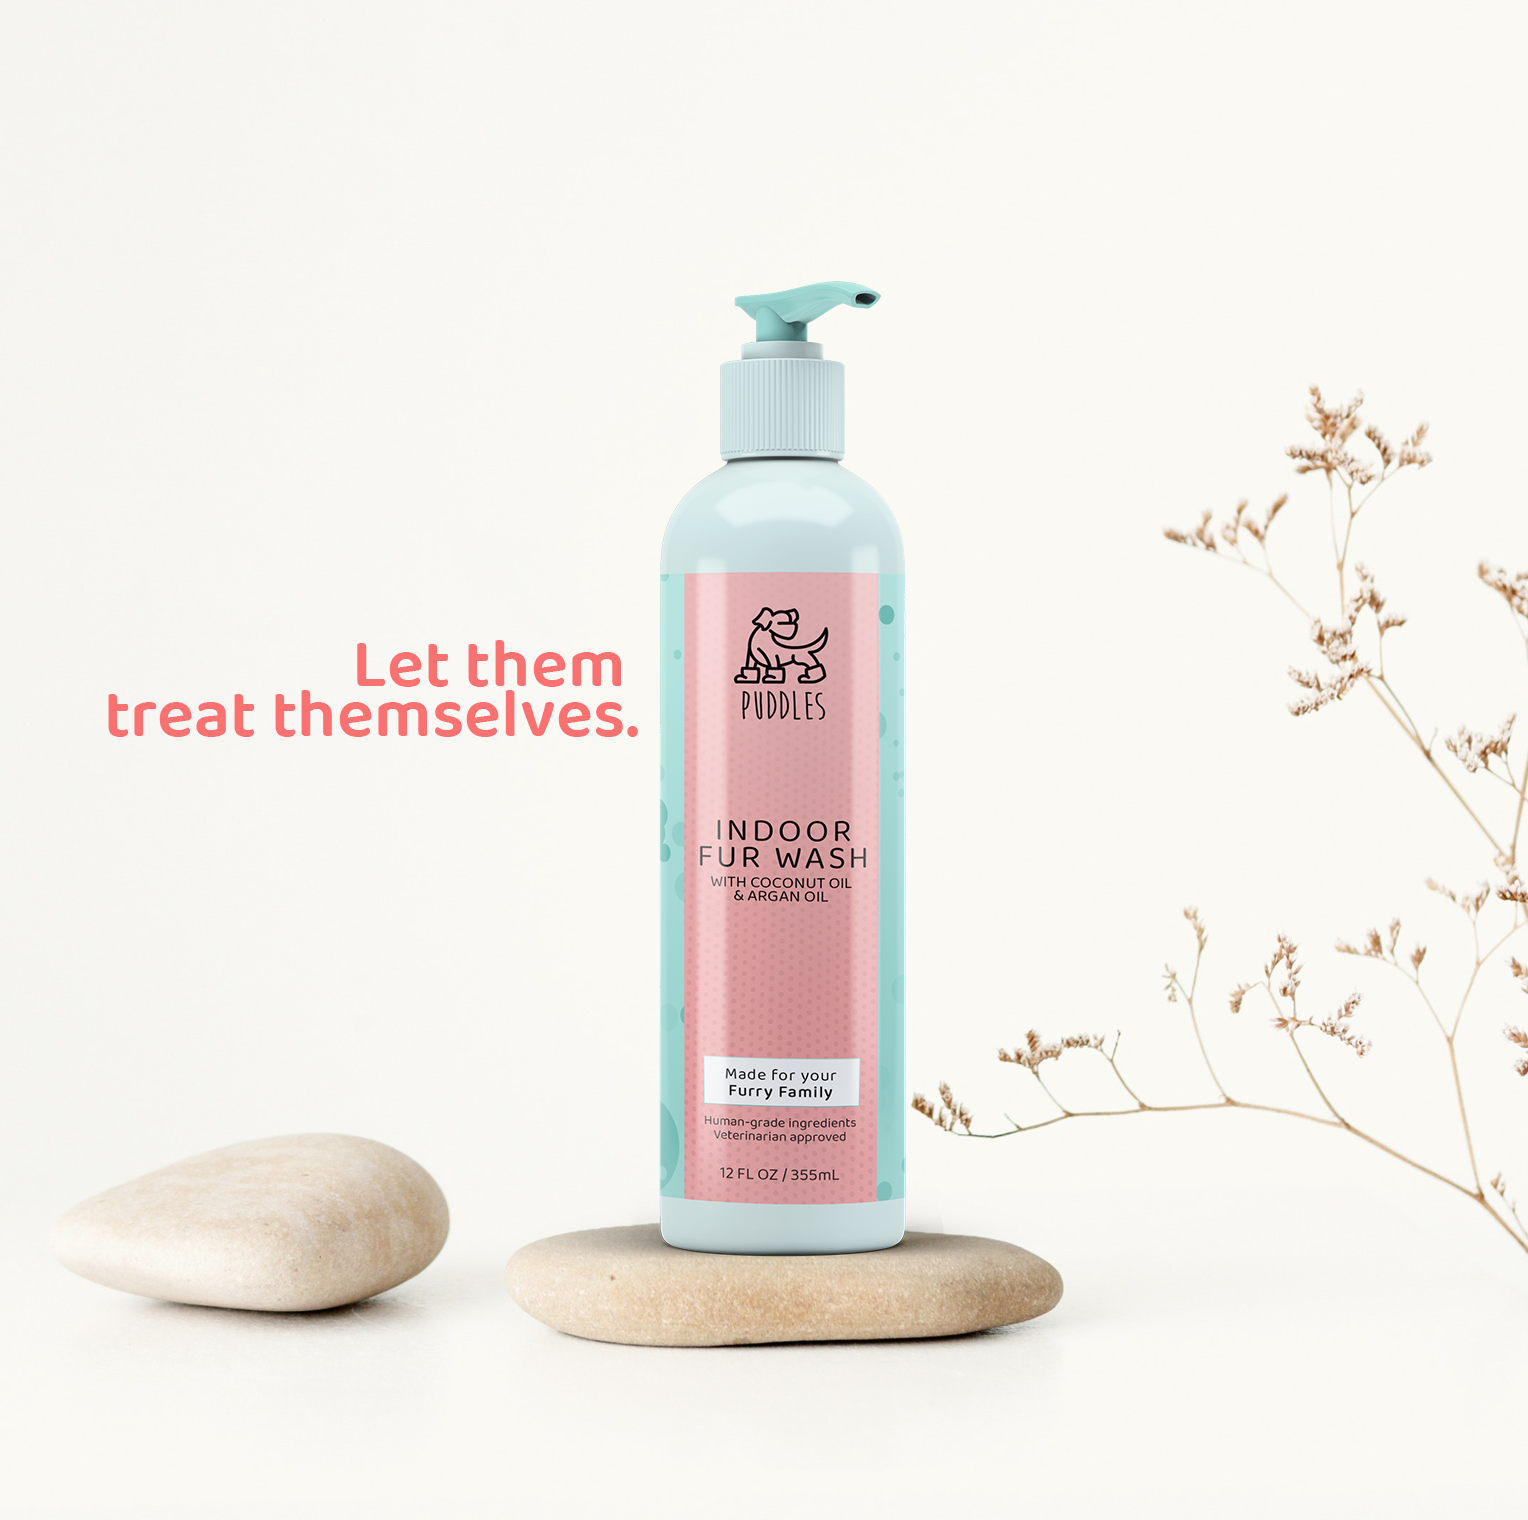 Let them
treat themselves.
PUDDLES
INDOOR
FUR WASH
WITH COCONUT OIL
& ARGAN OIL
Made for your
Furry Family
Human-grade ingredients
Veterinarian approved
12 FL OZ / 355mL